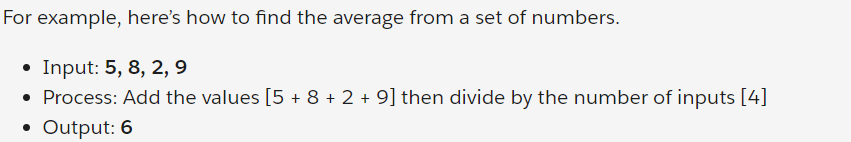 For example, here’s how to find the average from a set of numbers.
• Input: 5, 8, 2, 9
• Process: Add the values [5 + 8 + 2 + 9] then divide by the number of inputs [4]
• Output: 6